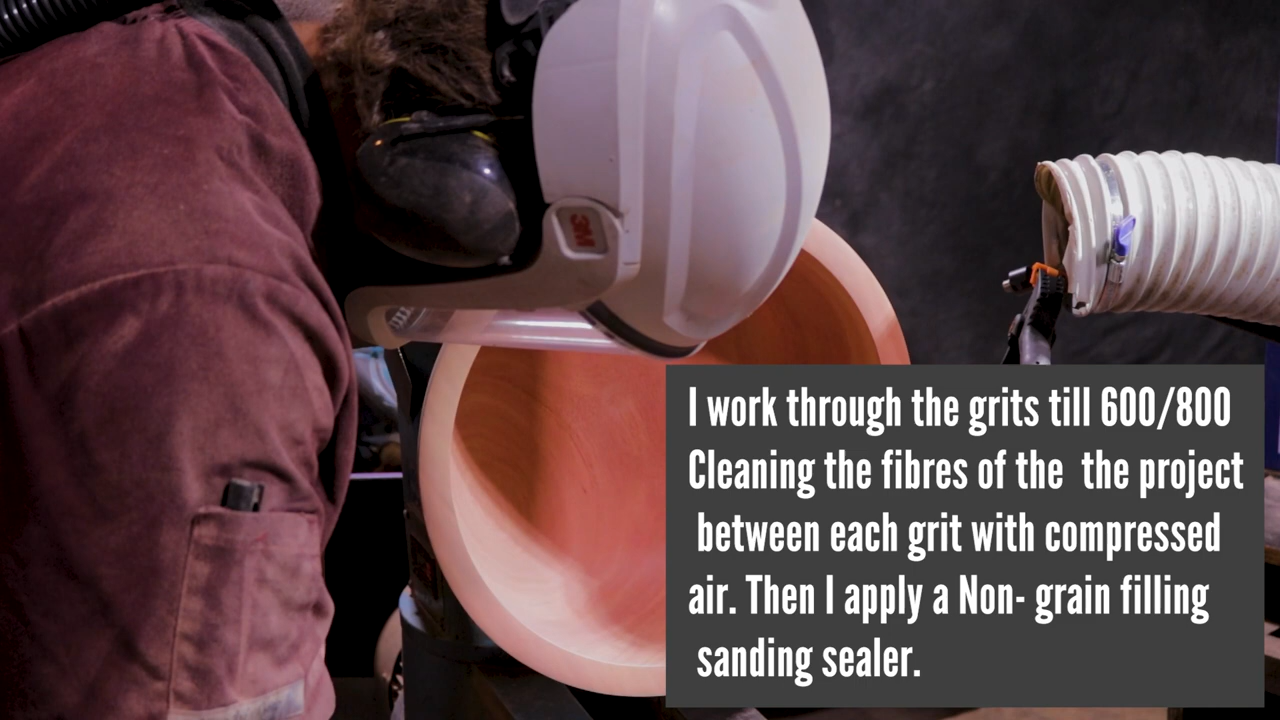 3M
I work through the grits till 600/800
Cleaning the fibres of the the project
between each grit with compressed
air. Then I apply a Non- grain filling
sanding sealer.